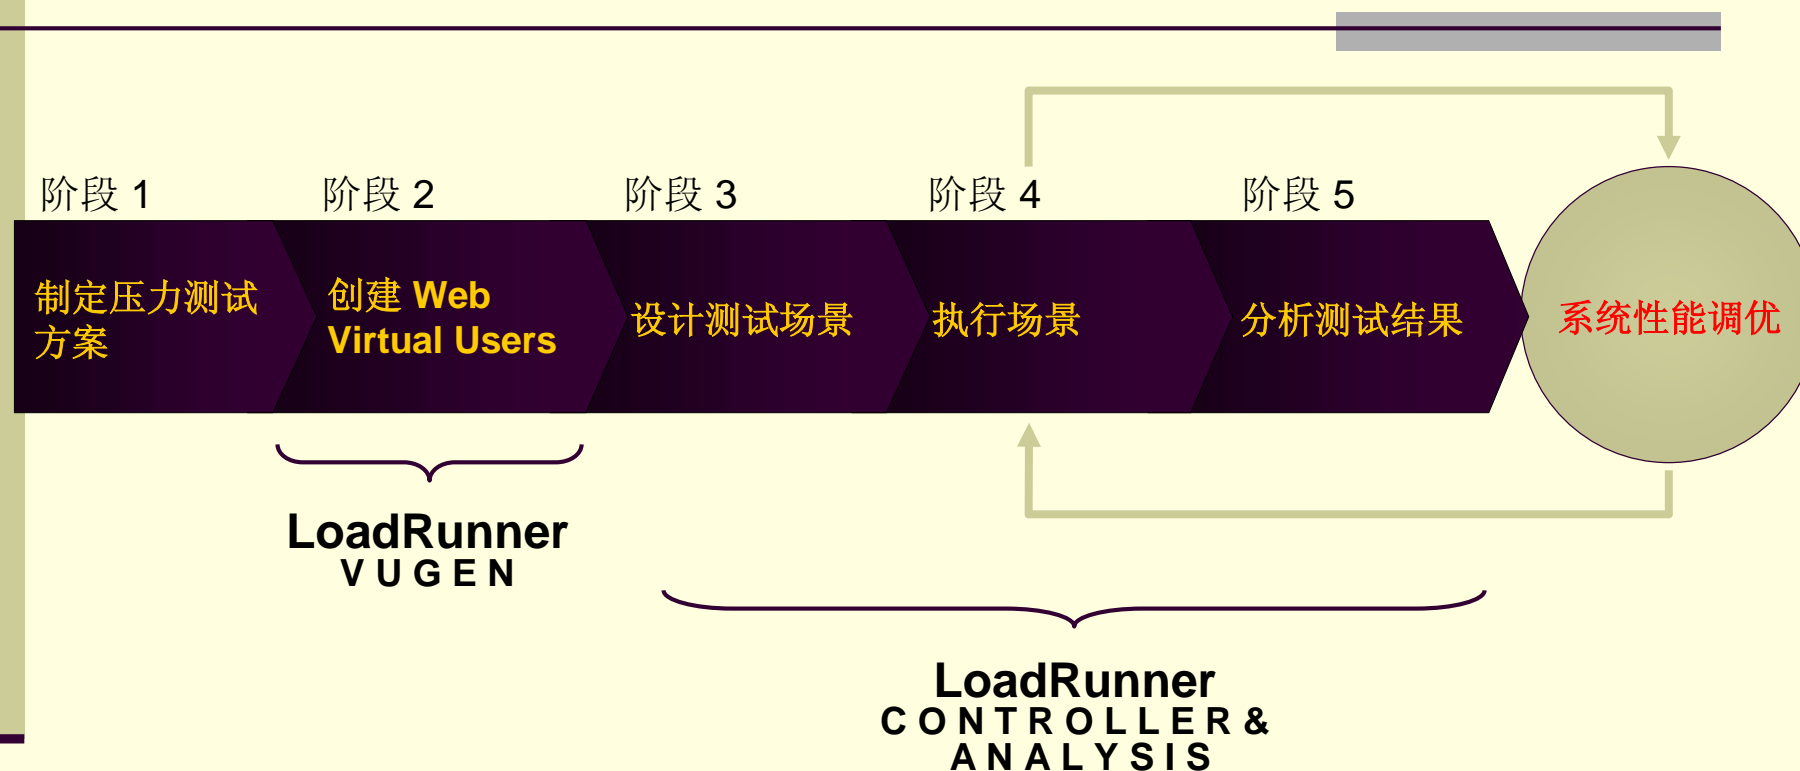 阶段 1
阶段 2
阶段 3
阶段 4
阶段 5
制定压力测试
方案
创建 Web
Virtual Users
设计测试场景
执行场景
分析测试结果
系统性能调优
LoadRunner
VUGEN
LoadRunner
CONTROLLER&
ANALYSIS